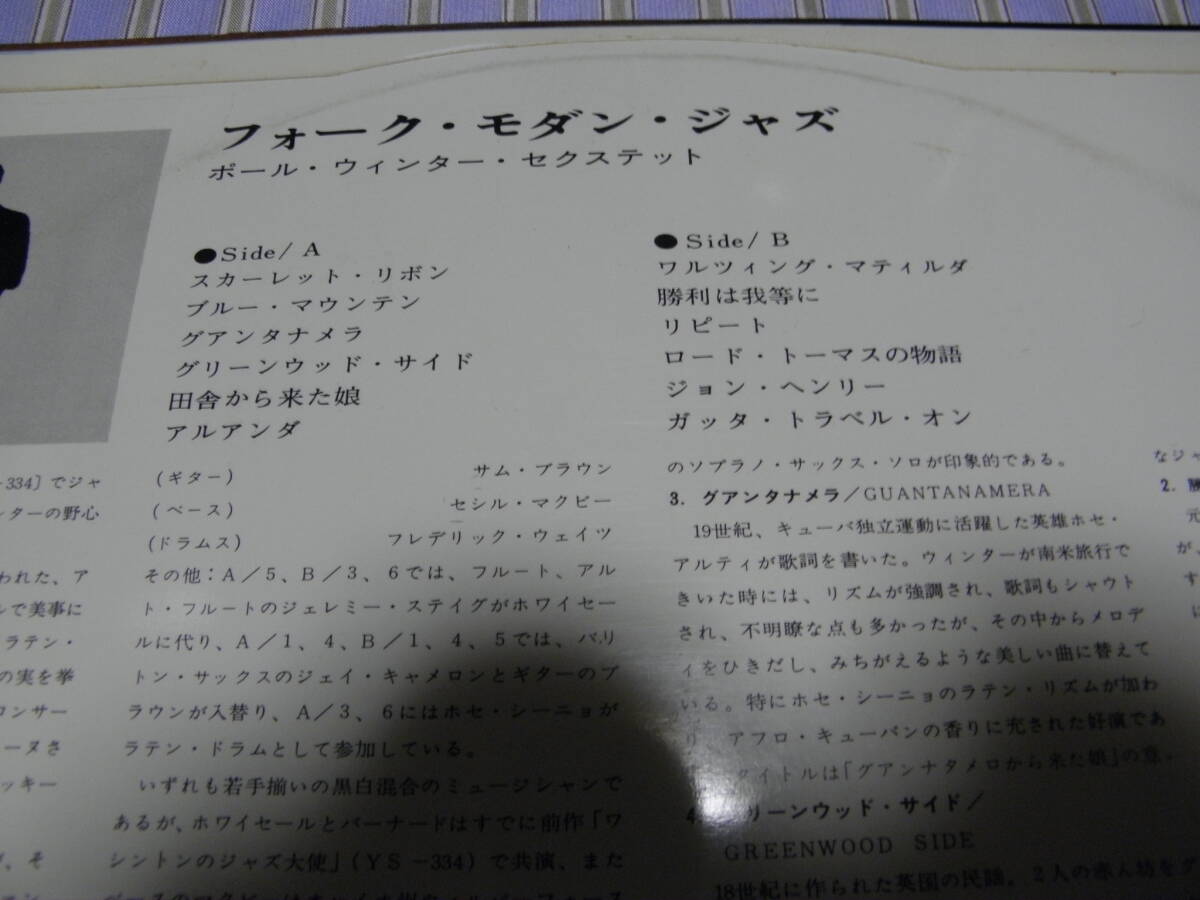 フォーク・モダン・ジャズ
ポール・ウィンター・セクステット
●Side/ A
スカーレット・リボン
ブルー・マウンテン
グアンタナメラ
グリーンウッド・サイド
田舎から来た娘
アルアンダ
●Side/ B
ワルツィング・マティルダ
勝利は我等に
リピート
ロード・トーマスの物語
ジョン・ヘンリー
ガッタ・トラベル・オン
-334〕でジャ
ンターの野心
われた、ア
ルで美事に
ラテン・
の実を挙
コンサー
ーヌさ
ッキー
(ギター) サム・ブラウン
(ベース) セシル・マクビー
(ドラムス) フレデリック・ウェイツ
その他：A／5、B／3、6では、フルート、アル
ト・フルートのジェレミー・スティグがホワイセー
ルに代り、A／1、4、B／1、4、5では、バリ
トン・サックスのジェイ・キャメロンとギターのブ
ラウンが入替り、A／3、6にはホセ・シーニョが
ラテン・ドラムとして参加している。
いずれも若手揃いの黒白混合のミュージシャンで
あるが、ホワイセールとバーナードはすでに前作「ワ
シントンのジャズ大使」(YS－334)で共演、また
のソプラノ・サックス・ソロが印象的である。
3. グアンタナメラ／GUANTANAMERA
19世紀、キューバ独立運動に活躍した英雄ホセ・
アルティが歌詞を書いた。ウィンターが南米旅行で
きいた時には、リズムが強調され、歌詞もシャウト
され、不明瞭な点も多かったが、その中からメロデ
ィをひきだし、みちがえるような美しい曲に替えて
いる。特にホセ・シーニョのラテン・リズムが加わ
り アフロ・キューバンの香りに充された好演であ
タイトルは「グアンナタメロから来た娘」の意。
4. リーンウッド・サイド／
GREENWOOD SIDE
18世紀に作られた英国の民謡。2人の赤ん坊をグ
なジャ
2.
元
が、
す
に